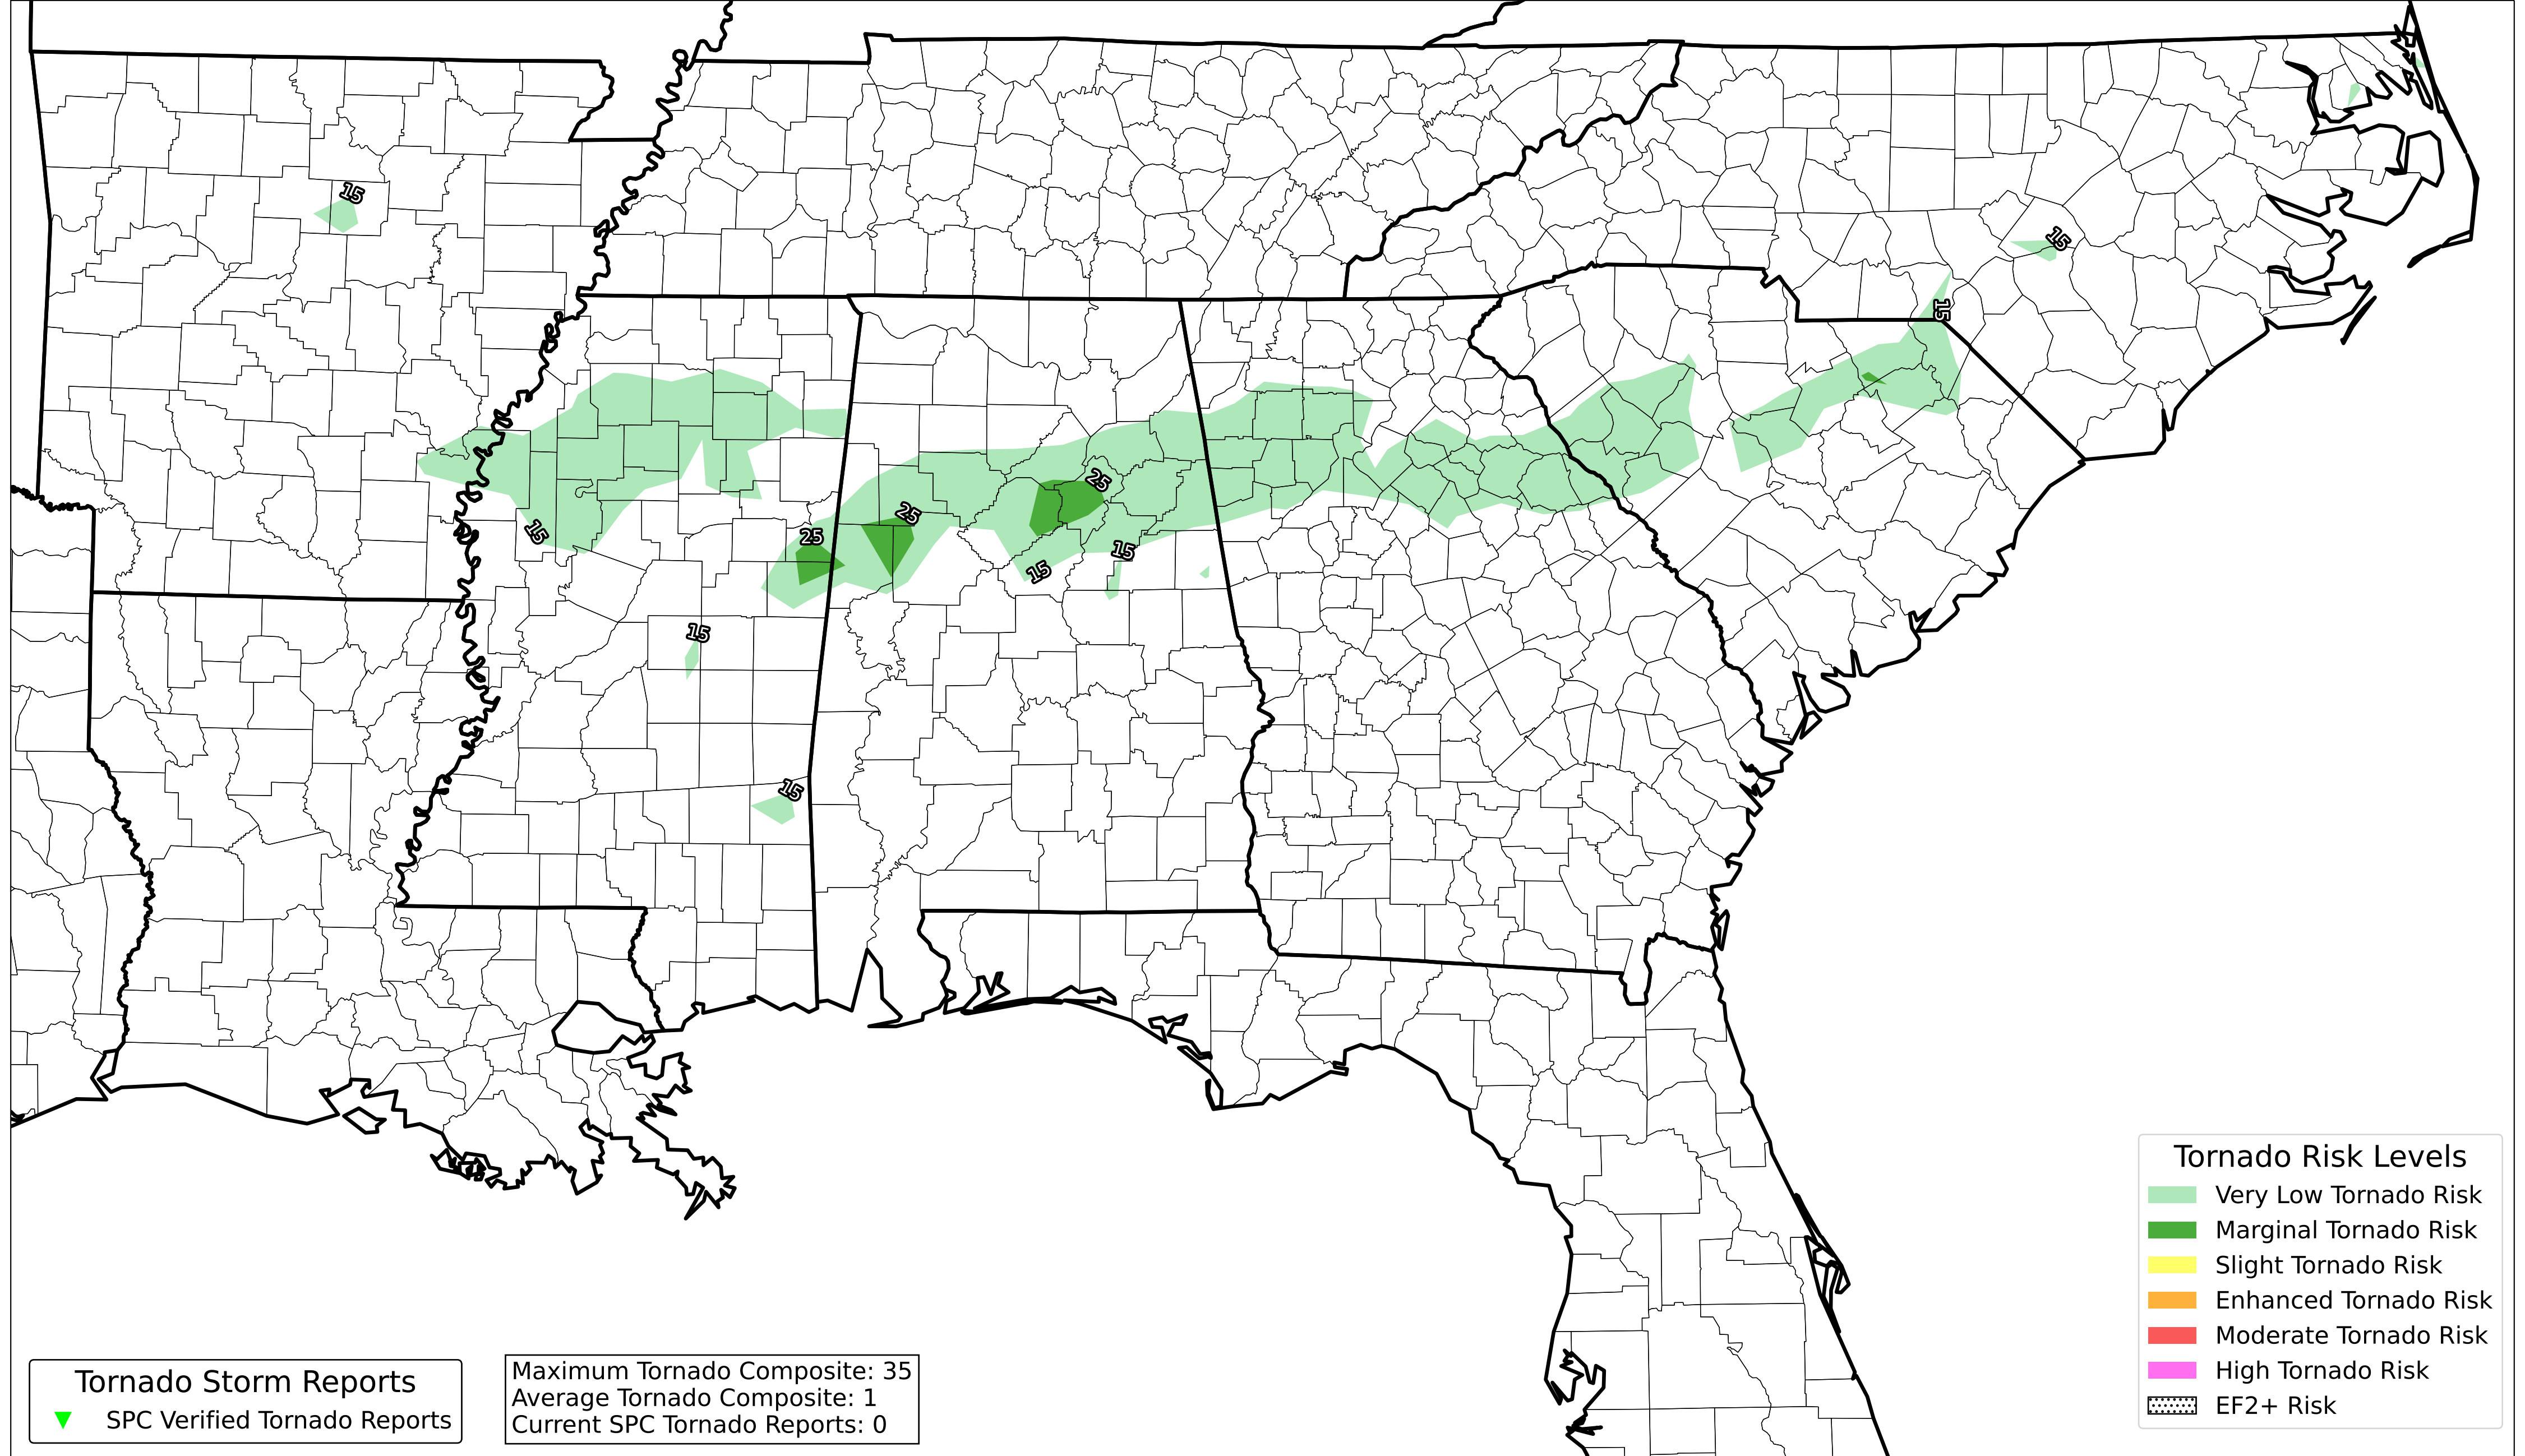 15
15
15
25
25
25
15
15
15
15
15
Tornado Risk Levels
Very Low Tornado Risk
Marginal Tornado Risk
Slight Tornado Risk
Enhanced Tornado Risk
Moderate Tornado Risk
High Tornado Risk
EF2+ Risk
Tornado Storm Reports
SPC Verified Tornado Reports
Maximum Tornado Composite: 35
Average Tornado Composite: 1
Current SPC Tornado Reports: 0